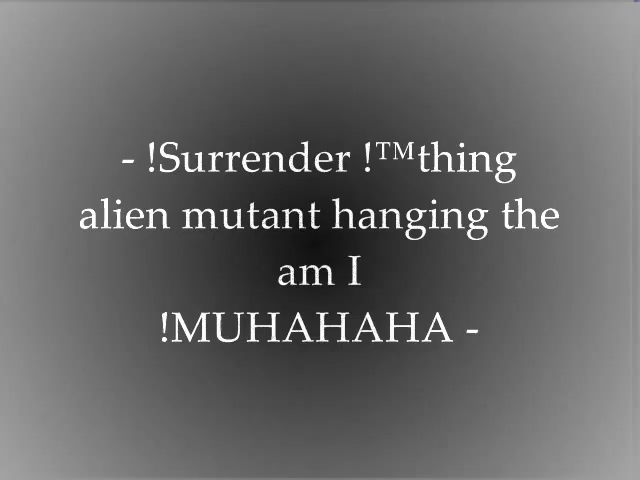 - !Surrender !™thing
alien mutant hanging the
am I
!MUHAHAHA -